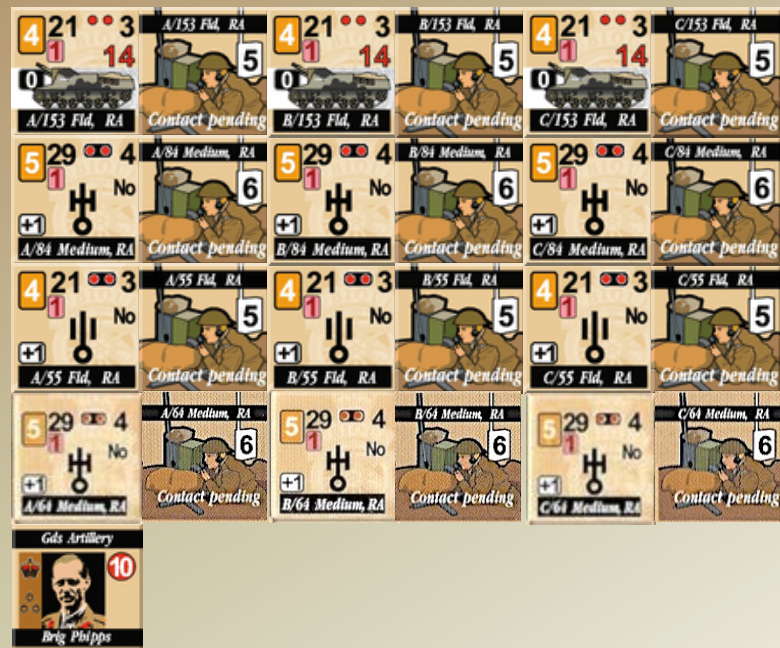 4 21 3
1 14
0
A/153 Fld, RA
A/153 Fld, RA
5
Contact pending
4 21 3
1 14
0
B/153 Fld, RA
B/153 Fld, RA
5
Contact pending
4 21 3
1 14
0
C/153 Fld, RA
C/153 Fld, RA
5
Contact pending
5 29 4
1 No
+1
A/84 Medium, RA
A/84 Medium, RA
6
Contact pending
5 29 4
1 No
+1
B/84 Medium, RA
B/84 Medium, RA
6
Contact pending
5 29 4
1 No
+1
C/84 Medium, RA
C/84 Medium, RA
6
Contact pending
4 21 3
1 No
+1
A/55 Fld, RA
A/55 Fld, RA
5
Contact pending
4 21 3
1 No
+1
B/55 Fld, RA
B/55 Fld, RA
5
Contact pending
4 21 3
1 No
+1
C/55 Fld, RA
C/55 Fld, RA
5
Contact pending
5 29 4
1 No
+1
A/64 Medium, RA
A/64 Medium, RA
6
Contact pending
5 29 4
1 No
+1
B/64 Medium, RA
B/64 Medium, RA
6
Contact pending
5 29 4
1 No
+1
C/64 Medium, RA
C/64 Medium, RA
6
Contact pending
Gds Artillery
10
Brig Phipps